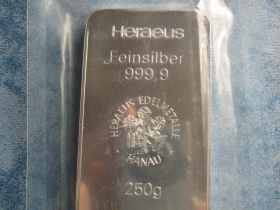 Heraeus
Feinsilber
999,9
HERAEUS EDELMETALLE
HANAU
250g